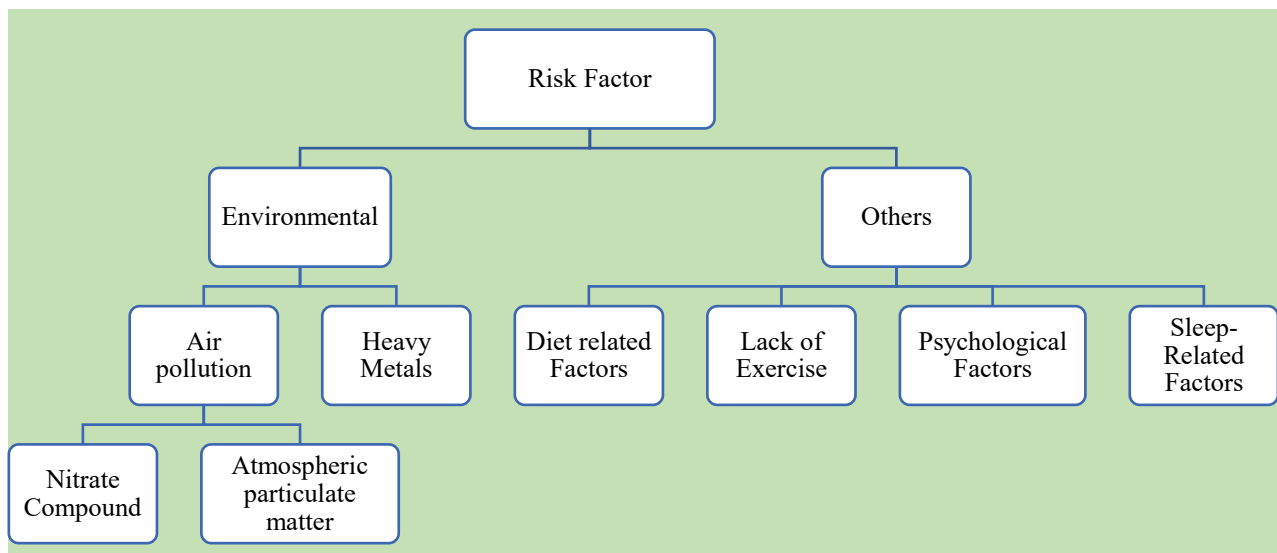 Risk Factor
Environmental
Others
Air
pollution
Heavy
Metals
Diet related
Factors
Lack of
Exercise
Psychological
Factors
Sleep-
Related
Factors
Nitrate
Compound
Atmospheric
particulate
matter